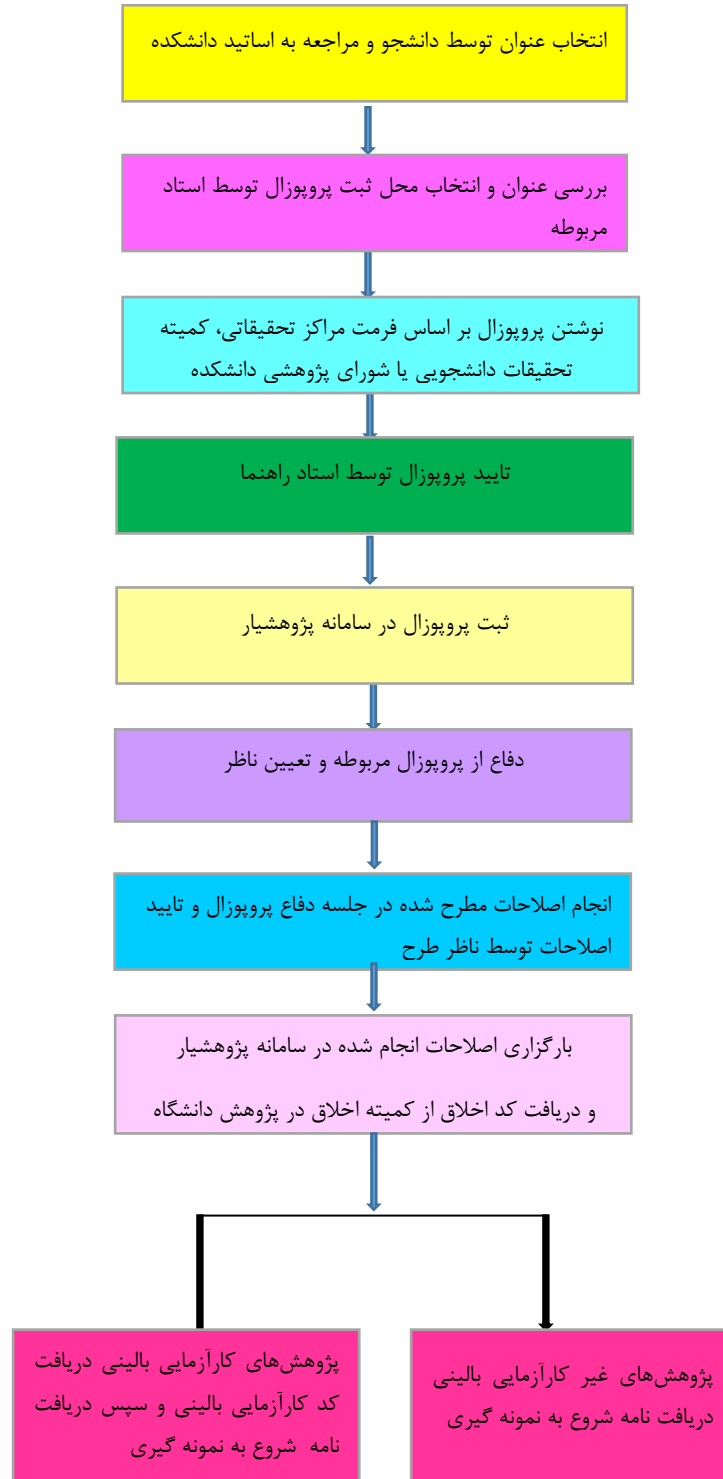 انتخاب عنوان توسط دانشجو و مراجعه به اساتید دانشکده
بررسی عنوان و انتخاب محل ثبت پروپوزال توسط استاد
مربوطه
نوشتن پروپوزال بر اساس فرمت مراکز تحقیقاتی، کمیته
تحقیقات دانشجویی یا شورای پژوهشی دانشکده
تایید پروپوزال توسط استاد راهنما
ثبت پروپوزال در سامانه پژوهشیار
دفاع از پروپوزال مربوطه و تعیین ناظر
انجام اصلاحات مطرح شده در جلسه دفاع پروپوزال و تایید
اصلاحات توسط ناظر طرح
بارگزاری اصلاحات انجام شده در سامانه پژوهشیار
و دریافت کد اخلاق از کمیته اخلاق در پژوهش دانشگاه
پژوهش‌های غیر کارآزمایی بالینی
دریافت نامه شروع به نمونه گیری
پژوهش‌های کارآزمایی بالینی دریافت
کد کارآزمایی بالینی و سپس دریافت
نامه شروع به نمونه گیری